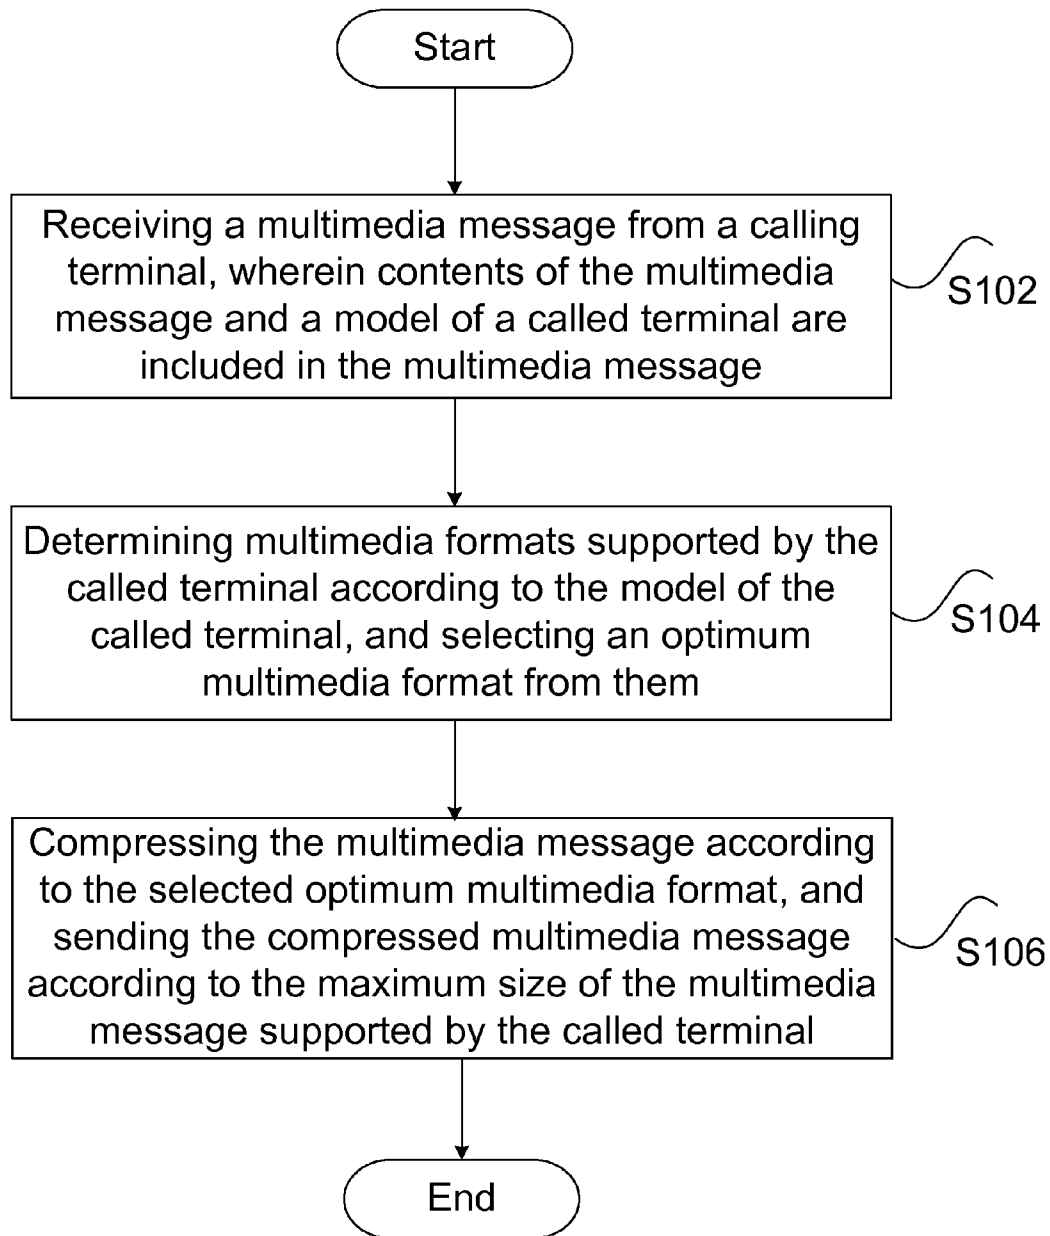 Start
Receiving a multimedia message from a calling
terminal, wherein contents of the multimedia
message and a model of a called terminal are
included in the multimedia message
S102
Determining multimedia formats supported by the
called terminal according to the model of the
called terminal, and selecting an optimum
multimedia format from them
S104
Compressing the multimedia message according
to the selected optimum multimedia format, and
sending the compressed multimedia message
according to the maximum size of the multimedia
message supported by the called terminal
S106
End